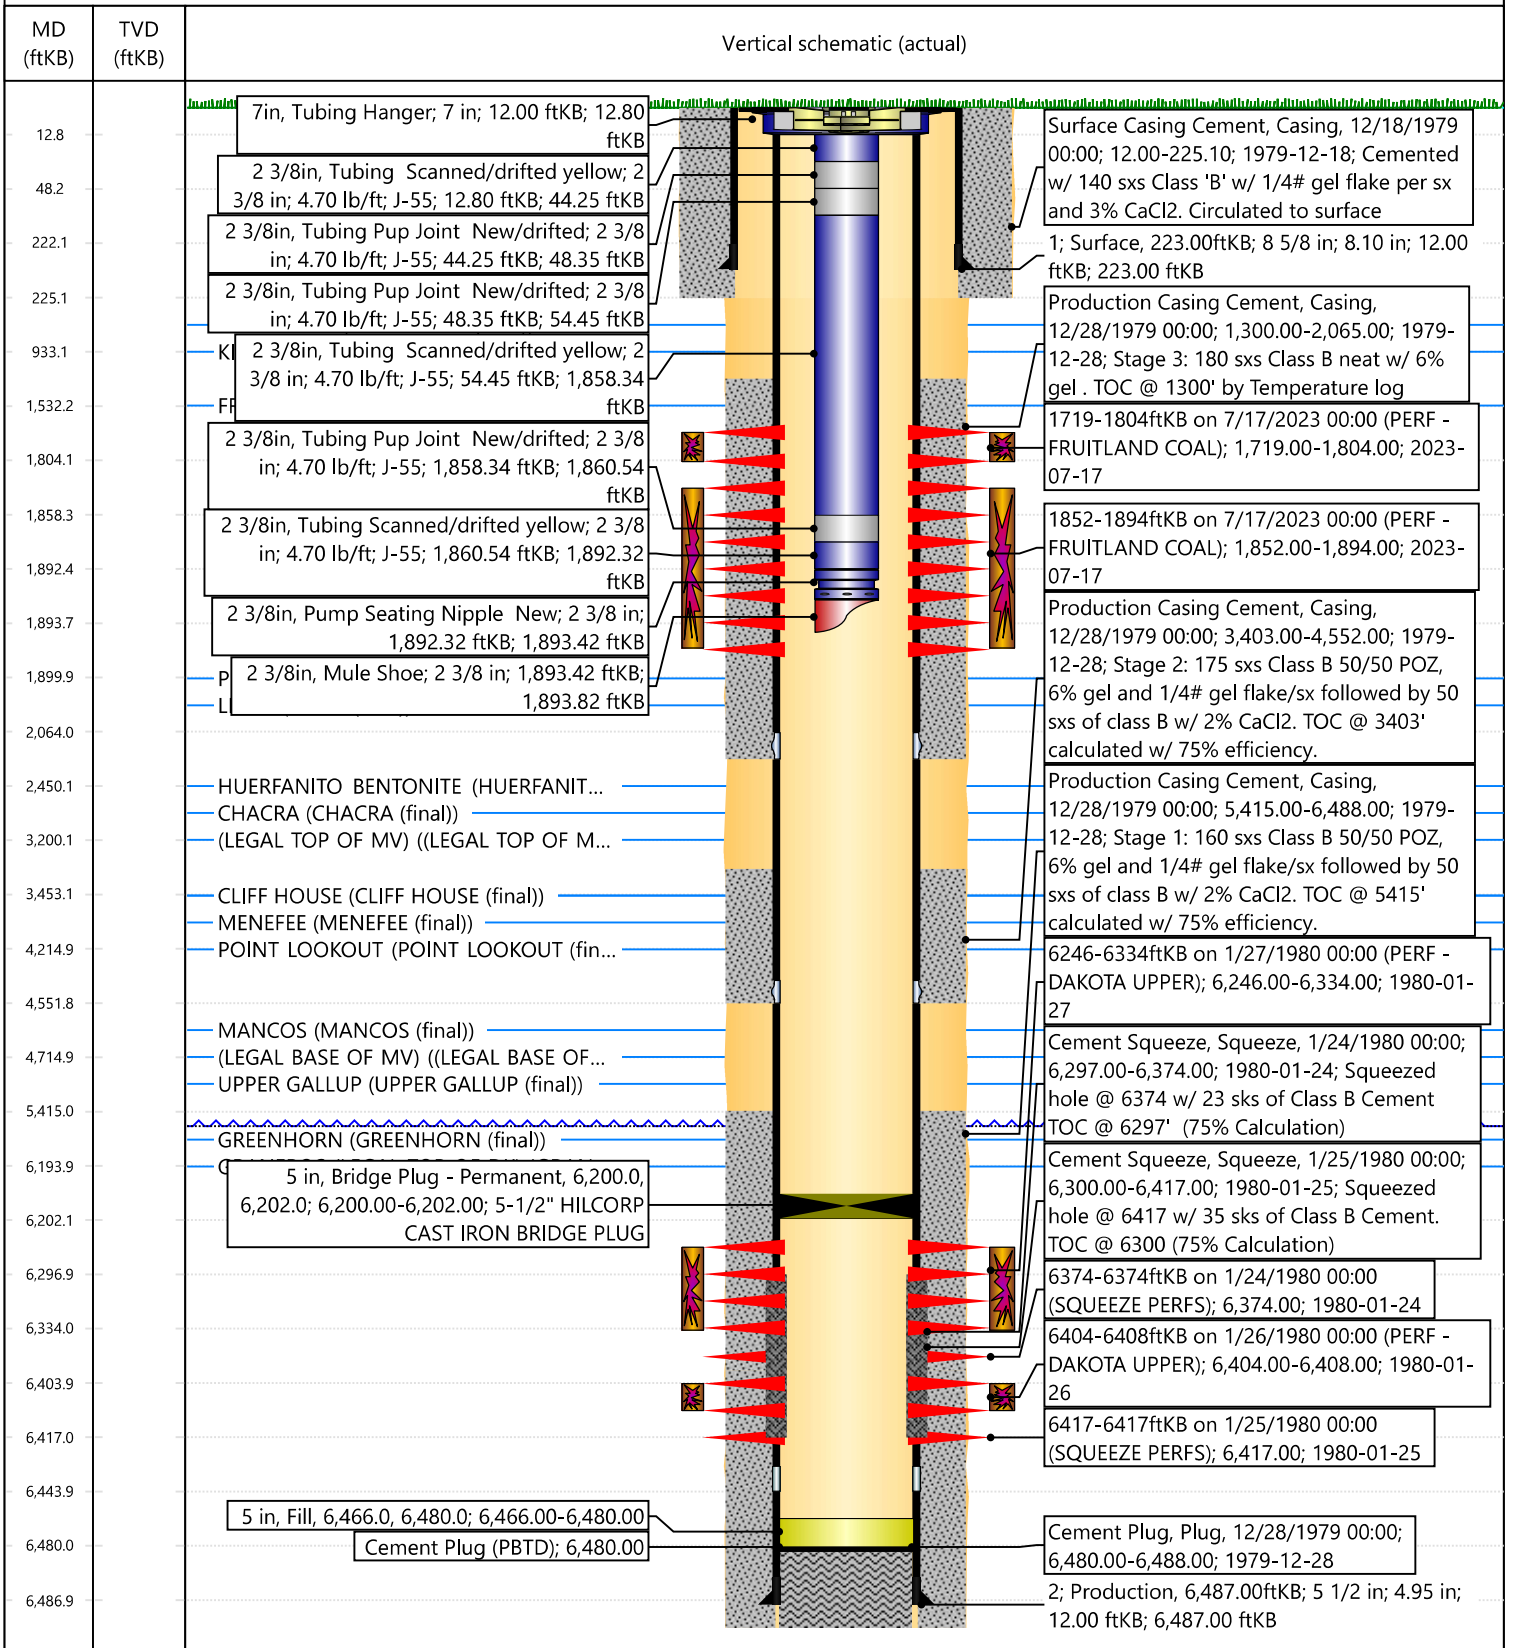 MD
(ftKB)
TVD
(ftKB)
Vertical schematic (actual)
12.8
48.2
222.1
225.1
933.1
1,532.2
1,804.1
1,858.3
1,892.4
1,893.7
1,899.9
2,064.0
2,450.1
3,200.1
3,453.1
4,214.9
4,551.8
4,714.9
5,415.0
6,193.9
6,202.1
6,296.9
6,334.0
6,403.9
6,417.0
6,443.9
6,480.0
6,486.9
7in, Tubing Hanger; 7 in; 12.00 ftKB; 12.80
ftKB
2 3/8in, Tubing Scanned/drifted yellow; 2
3/8 in; 4.70 lb/ft; J-55; 12.80 ftKB; 44.25 ftKB
2 3/8in, Tubing Pup Joint New/drifted; 2 3/8
in; 4.70 lb/ft; J-55; 44.25 ftKB; 48.35 ftKB
2 3/8in, Tubing Pup Joint New/drifted; 2 3/8
in; 4.70 lb/ft; J-55; 48.35 ftKB; 54.45 ftKB
2 3/8in, Tubing Scanned/drifted yellow; 2
3/8 in; 4.70 lb/ft; J-55; 54.45 ftKB; 1,858.34
ftKB
2 3/8in, Tubing Pup Joint New/drifted; 2 3/8
in; 4.70 lb/ft; J-55; 1,858.34 ftKB; 1,860.54
ftKB
2 3/8in, Tubing Scanned/drifted yellow; 2 3/8
in; 4.70 lb/ft; J-55; 1,860.54 ftKB; 1,892.32
ftKB
2 3/8in, Pump Seating Nipple New; 2 3/8 in;
1,892.32 ftKB; 1,893.42 ftKB
2 3/8in, Mule Shoe; 2 3/8 in; 1,893.42 ftKB;
1,893.82 ftKB
HUERFANITO BENTONITE (HUERFANIT...
CHACRA (CHACRA (final))
(LEGAL TOP OF MV) ((LEGAL TOP OF M...
CLIFF HOUSE (CLIFF HOUSE (final))
MENEFEE (MENEFEE (final))
POINT LOOKOUT (POINT LOOKOUT (fin...
MANCOS (MANCOS (final))
(LEGAL BASE OF MV) ((LEGAL BASE OF...
UPPER GALLUP (UPPER GALLUP (final))
GREENHORN (GREENHORN (final))
5 in, Bridge Plug - Permanent, 6,200.0,
6,202.0; 6,200.00-6,202.00; 5-1/2" HILCORP
CAST IRON BRIDGE PLUG
5 in, Fill, 6,466.0, 6,480.0; 6,466.00-6,480.00
Cement Plug (PBTD); 6,480.00
Surface Casing Cement, Casing, 12/18/1979
00:00; 12.00-225.10; 1979-12-18; Cemented
w/ 140 sxs Class 'B' w/ 1/4# gel flake per sx
and 3% CaCl2. Circulated to surface
1; Surface, 223.00ftKB; 8 5/8 in; 8.10 in; 12.00
ftKB; 223.00 ftKB
Production Casing Cement, Casing,
12/28/1979 00:00; 1,300.00-2,065.00; 1979-
12-28; Stage 3: 180 sxs Class B neat w/ 6%
gel . TOC @ 1300' by Temperature log
1719-1804ftKB on 7/17/2023 00:00 (PERF -
FRUITLAND COAL); 1,719.00-1,804.00; 2023-
07-17
1852-1894ftKB on 7/17/2023 00:00 (PERF -
FRUITLAND COAL); 1,852.00-1,894.00; 2023-
07-17
Production Casing Cement, Casing,
12/28/1979 00:00; 3,403.00-4,552.00; 1979-
12-28; Stage 2: 175 sxs Class B 50/50 POZ,
6% gel and 1/4# gel flake/sx followed by 50
sxs of class B w/ 2% CaCl2. TOC @ 3403'
calculated w/ 75% efficiency.
Production Casing Cement, Casing,
12/28/1979 00:00; 5,415.00-6,488.00; 1979-
12-28; Stage 1: 160 sxs Class B 50/50 POZ,
6% gel and 1/4# gel flake/sx followed by 50
sxs of class B w/ 2% CaCl2. TOC @ 5415'
calculated w/ 75% efficiency.
6246-6334ftKB on 1/27/1980 00:00 (PERF -
DAKOTA UPPER); 6,246.00-6,334.00; 1980-01-
27
Cement Squeeze, Squeeze, 1/24/1980 00:00;
6,297.00-6,374.00; 1980-01-24; Squeezed
hole @ 6374 w/ 23 sks of Class B Cement
TOC @ 6297' (75% Calculation)
Cement Squeeze, Squeeze, 1/25/1980 00:00;
6,300.00-6,417.00; 1980-01-25; Squeezed
hole @ 6417 w/ 35 sks of Class B Cement.
TOC @ 6300 (75% Calculation)
6374-6374ftKB on 1/24/1980 00:00
(SQUEEZE PERFS); 6,374.00; 1980-01-24
6404-6408ftKB on 1/26/1980 00:00 (PERF -
DAKOTA UPPER); 6,404.00-6,408.00; 1980-01-
26
6417-6417ftKB on 1/25/1980 00:00
(SQUEEZE PERFS); 6,417.00; 1980-01-25
Cement Plug, Plug, 12/28/1979 00:00;
6,480.00-6,488.00; 1979-12-28
2; Production, 6,487.00ftKB; 5 1/2 in; 4.95 in;
12.00 ftKB; 6,487.00 ftKB